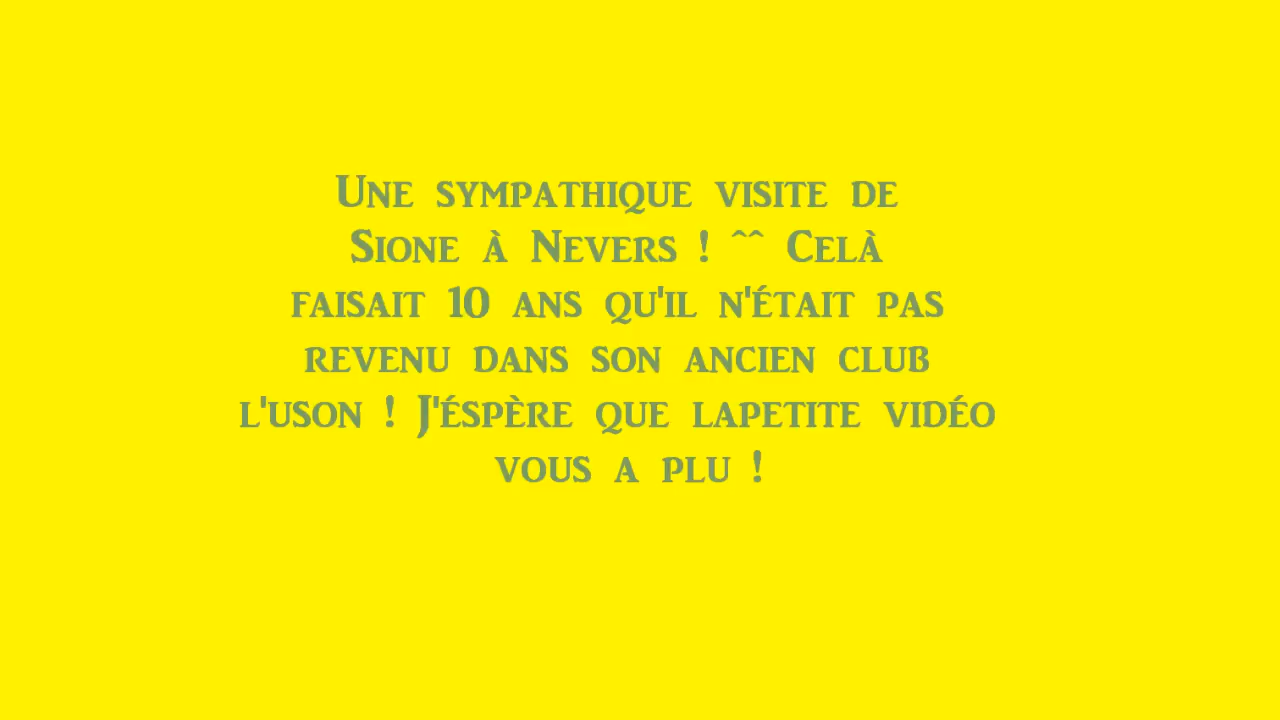 Une sympathique visite de
Sione à Nevers ! ^^ Celà
faisait 10 ans qu'il n'était pas
revenu dans son ancien club
l'uson ! J'éspère que lapetite vidéo
vous a plu !